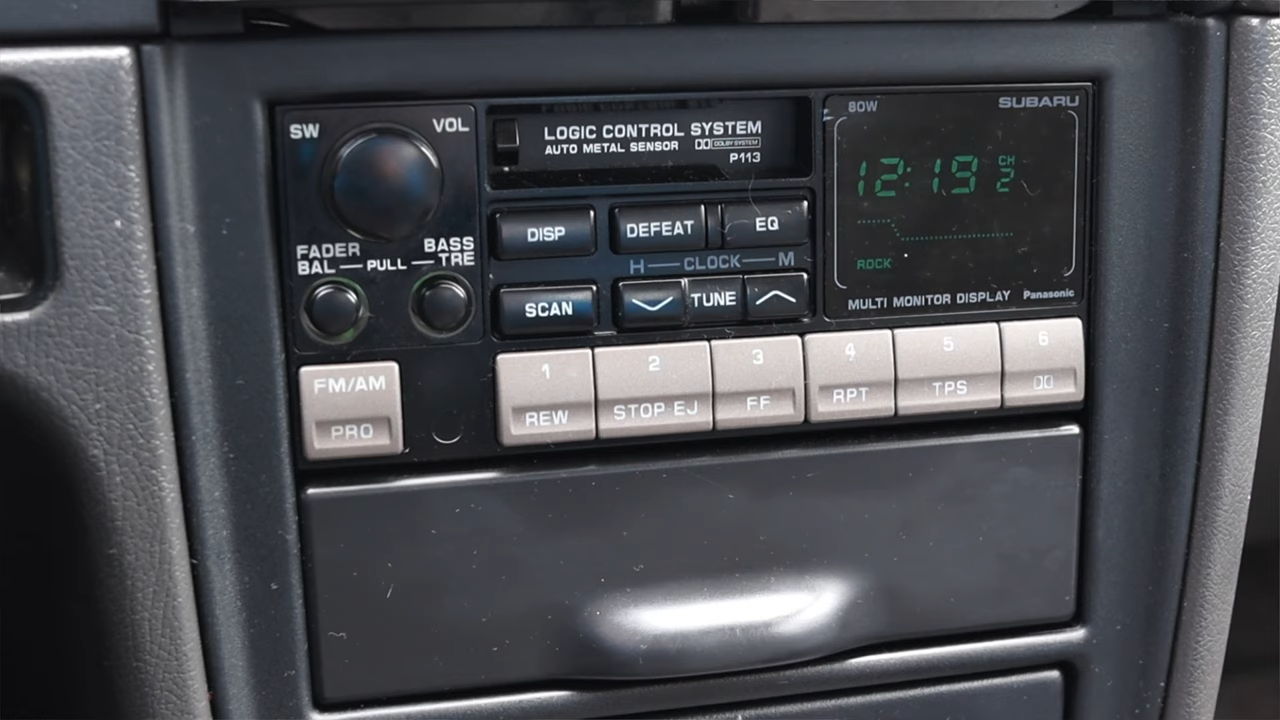 SW VOL
LOGIC CONTROL SYSTEM
AUTO METAL SENSOR DOLBY SYSTEM
P113
80W SUBARU
12:19 CH 2
ROCK
MULTI MONITOR DISPLAY Panasonic
FADER BASS
BAL — PULL — TRE
DISP DEFEAT EQ
H — CLOCK — M
SCAN TUNE
FM/AM
PRO
1 2 3 4 5 6
REW STOP·EJ FF RPT TPS